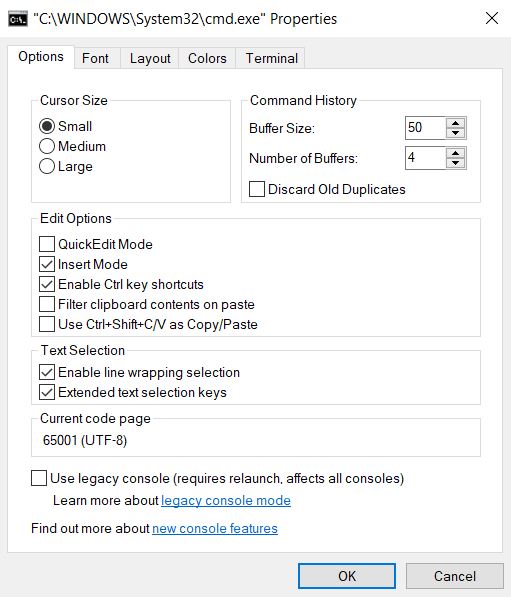 "C:\WINDOWS\System32\cmd.exe" Properties
Options Font Layout Colors Terminal
Cursor Size
Small
Medium
Large
Command History
Buffer Size: 50
Number of Buffers: 4
Discard Old Duplicates
Edit Options
QuickEdit Mode
Insert Mode
Enable Ctrl key shortcuts
Filter clipboard contents on paste
Use Ctrl+Shift+C/V as Copy/Paste
Text Selection
Enable line wrapping selection
Extended text selection keys
Current code page
65001 (UTF-8)
Use legacy console (requires relaunch, affects all consoles)
Learn more about legacy console mode
Find out more about new console features
OK Cancel